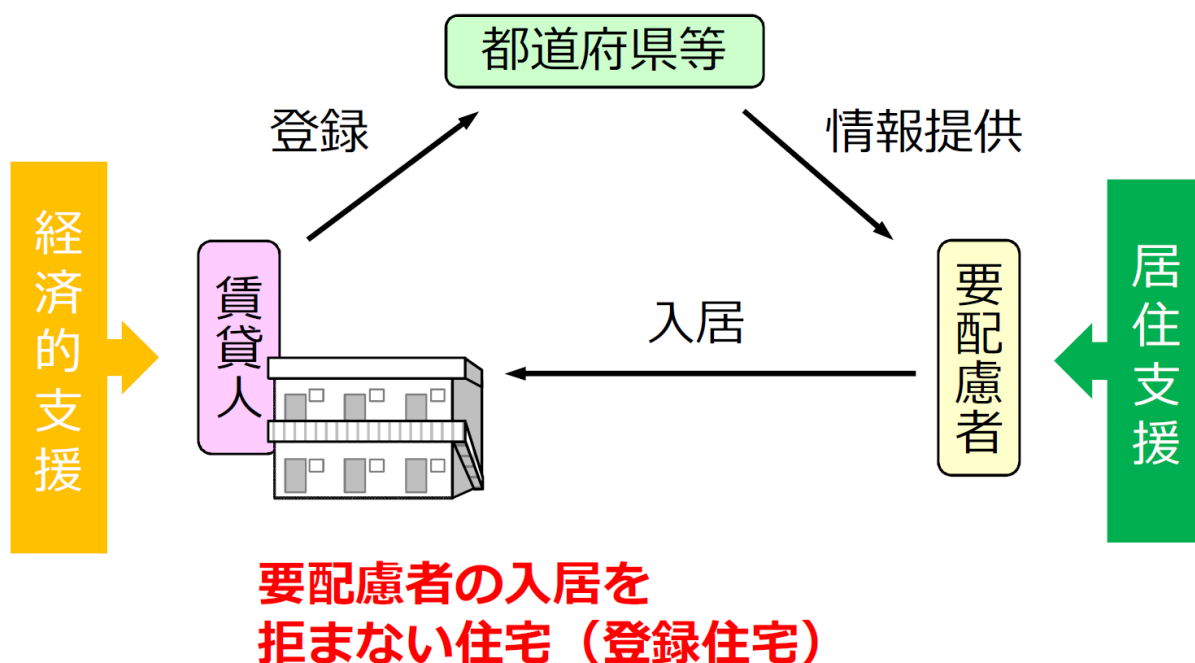 都道府県等
登録
情報提供
経済的支援
賃貸人
入居
要配慮者
居住支援
要配慮者の入居を
拒まない住宅（登録住宅）